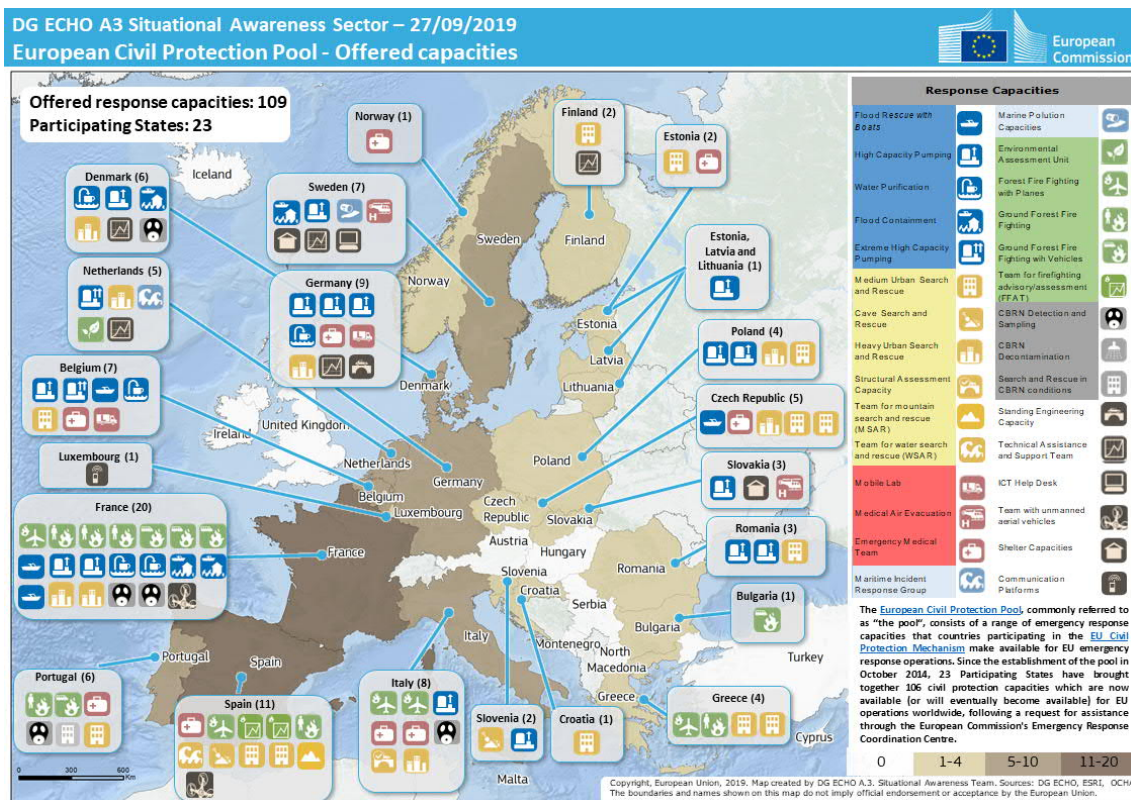 DG ECHO A3 Situational Awareness Sector – 27/09/2019
European Civil Protection Pool - Offered capacities
European
Commission
Offered response capacities: 109
Participating States: 23
Norway (1)
Finland (2)
Estonia (2)
Iceland
Denmark (6)
Sweden (7)
Sweden
Finland
Estonia,
Latvia and
Lithuania (1)
Netherlands (5)
Germany (9)
Norway
Estonia
Poland (4)
Latvia
Belgium (7)
Denmark
Lithuania
Czech Republic (5)
Ireland
United Kingdom
Luxembourg (1)
Netherlands
Poland
Germany
Slovakia (3)
Belgium
Czech
Republic
France (20)
Luxembourg
Slovakia
Austria
Romania (3)
France
Hungary
Slovenia
Romania
Croatia
Serbia
Bulgaria (1)
Italy
Bulgaria
Montenegro
North
Macedonia
Turkey
Portugal
Spain
Portugal (6)
Italy (8)
Greece
Spain (11)
Slovenia (2)
Croatia (1)
Greece (4)
Cyprus
Malta
0 300 600
Km
Response Capacities
Flood Rescue with
Boats
High Capacity Pumping
Water Purification
Flood Containment
Extreme High Capacity
Pumping
Medium Urban Search
and Rescue
Cave Search and
Rescue
Heavy Urban Search
and Rescue
Structural Assessment
Capacity
Team for mountain
search and rescue
(MSAR)
Team for water search
and rescue (WSAR)
Mobile Lab
Medical Air Evacuation
H
Emergency Medical
Team
Maritime Incident
Response Group
Marine Polution
Capacities
Environmental
Assessment Unit
Forest Fire Fighting
with Planes
Ground Forest Fire
Fighting
Ground Forest Fire
Fighting wih Vehicles
Team for firefighting
advisory/assessment
(FFAT)
CBRN Detection and
Sampling
CBRN
Decontamination
Search and Rescue in
CBRN conditions
Standing Engineering
Capacity
Technical Assistance
and Support Team
ICT Help Desk
Team with unmanned
aerial vehicles
Shelter Capacities
Communication
Platforms
The European Civil Protection Pool, commonly referred to
as “the pool”, consists of a range of emergency response
capacities that countries participating in the EU Civil
Protection Mechanism make available for EU emergency
response operations. Since the establishment of the pool in
October 2014, 23 Participating States have brought
together 106 civil protection capacities which are now
available (or will eventually become available) for EU
operations worldwide, following a request for assistance
through the European Commission's Emergency Response
Coordination Centre.
0 1-4 5-10 11-20
Copyright, European Union, 2019. Map created by DG ECHO A.3. Situational Awareness Team. Sources: DG ECHO, ESRI, OCHA
The boundaries and names shown on this map do not imply official endorsement or acceptance by the European Union.